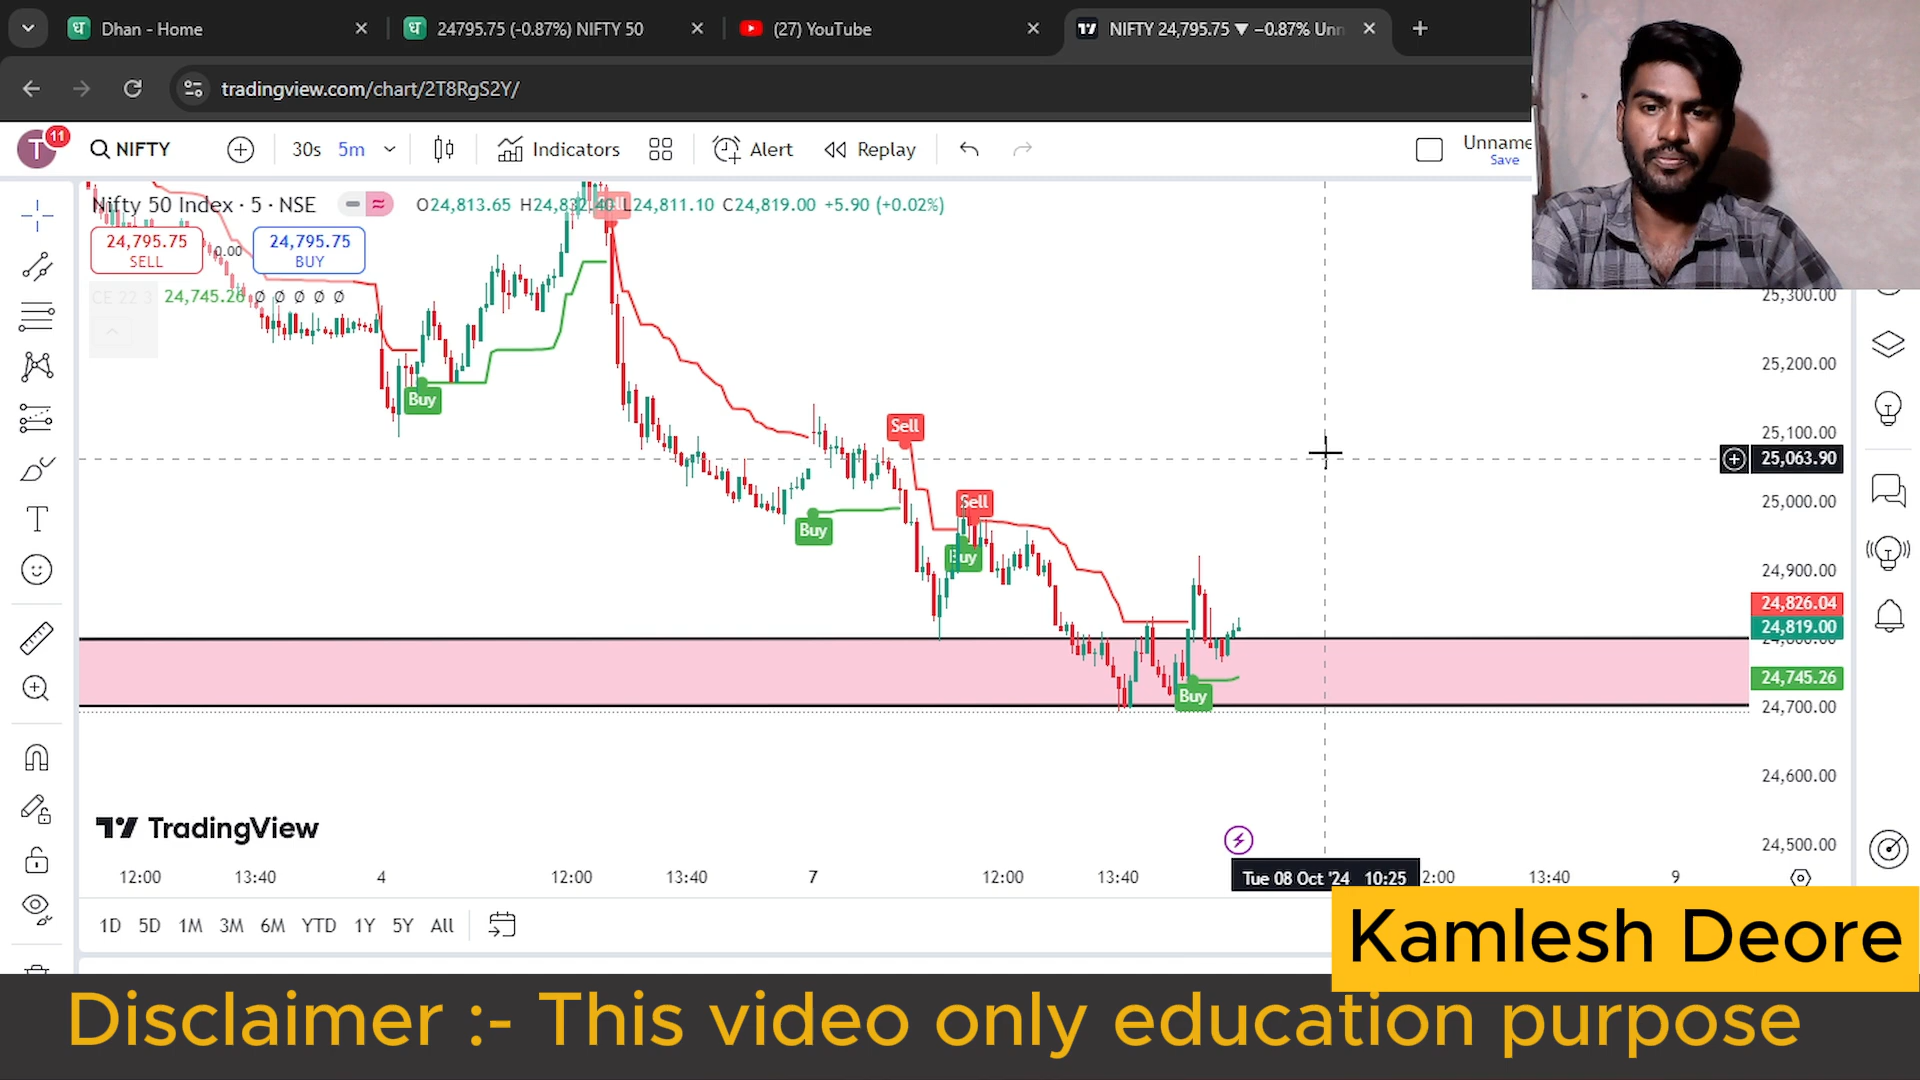 Dhan - Home
24795.75 (-0.87%) NIFTY 50
(27) YouTube
NIFTY 24,795.75 ▼ −0.87% Unn
tradingview.com/chart/2T8RgS2Y/
T
11
NIFTY
30s
5m
Indicators
Alert
Replay
Unname
Save
Nifty 50 Index · 5 · NSE
O24,813.65 H24,832.40 L24,811.10 C24,819.00 +5.90 (+0.02%)
24,795.75
SELL
0.00
24,795.75
BUY
CE 22 3
24,745.26 Ø Ø Ø Ø Ø
25,300.00
25,200.00
Buy
25,100.00
Sell
25,063.90
25,000.00
Sell
Buy
Buy
24,900.00
24,826.04
24,819.00
24,745.26
Buy
24,700.00
24,600.00
TradingView
24,500.00
12:00
13:40
4
12:00
13:40
7
12:00
13:40
Tue 08 Oct '24 10:25
2:00
13:40
9
1D
5D
1M
3M
6M
YTD
1Y
5Y
All
Kamlesh Deore
Disclaimer :- This video only education purpose